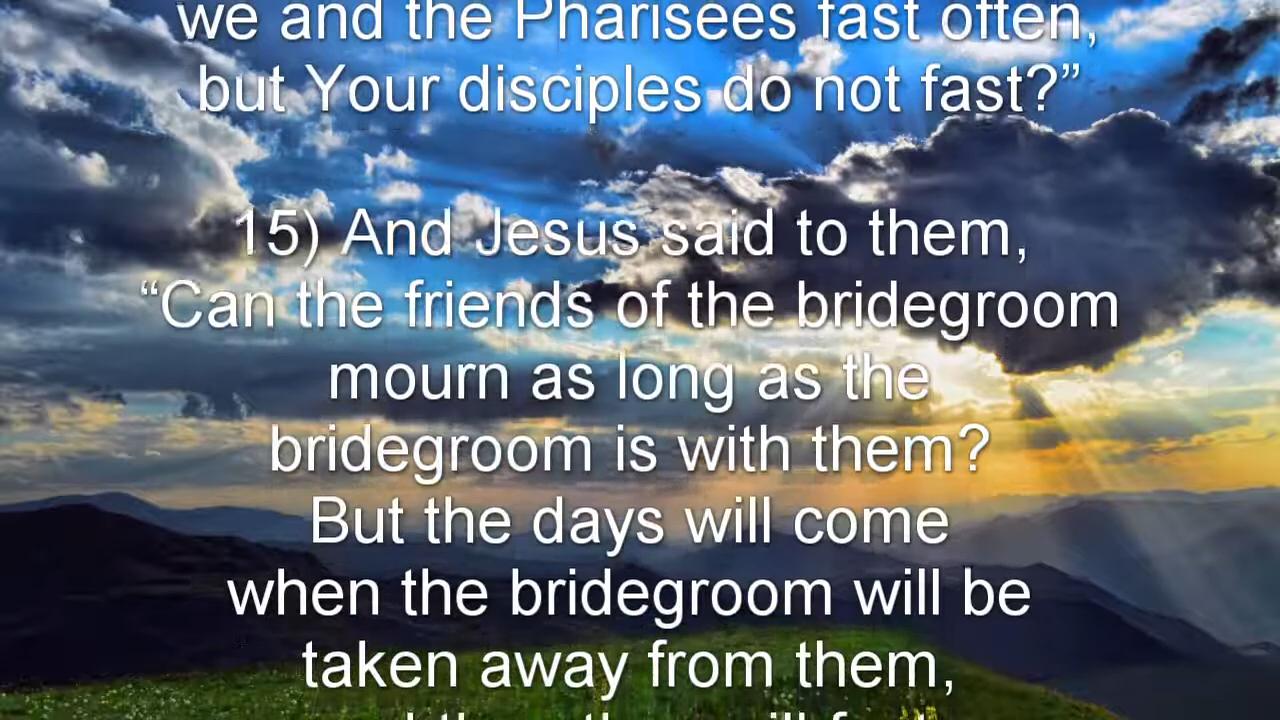 we and the Pharisees fast often,
but Your disciples do not fast?”
15) And Jesus said to them,
“Can the friends of the bridegroom
mourn as long as the
bridegroom is with them?
But the days will come
when the bridegroom will be
taken away from them,